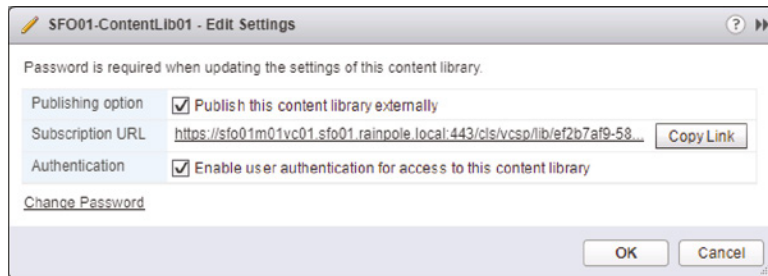 SFO01-ContentLib01 - Edit Settings
?
Password is required when updating the settings of this content library.
Publishing option Publish this content library externally
Subscription URL https://sfo01m01vc01.sfo01.rainpole.local:443/cls/vcsp/lib/ef2b7af9-58... Copy Link
Authentication Enable user authentication for access to this content library
Change Password
OK Cancel